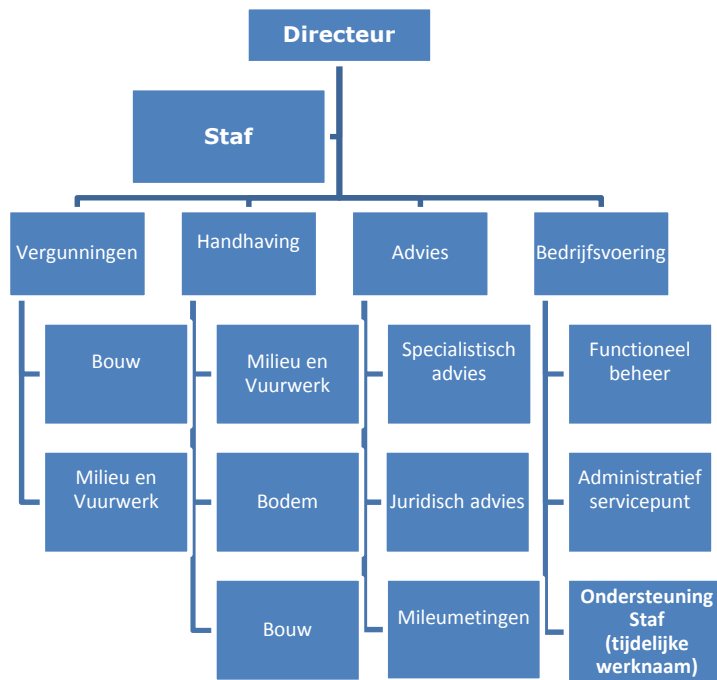 Directeur
Staf
Vergunningen
Handhaving
Advies
Bedrijfsvoering
Bouw
Milieu en
Vuurwerk
Specialistisch
advies
Functioneel
beheer
Milieu en
Vuurwerk
Bodem
Juridisch advies
Administratief
servicepunt
Bouw
Mileumetingen
Ondersteuning
Staf
(tijdelijke
werknaam)